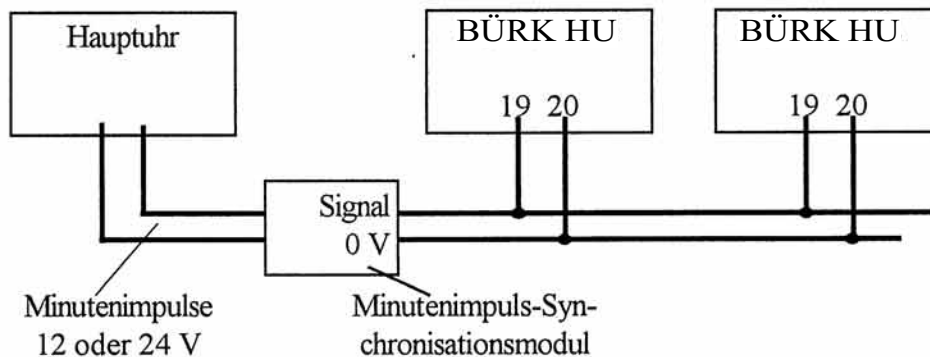 Hauptuhr
BÜRK HU
BÜRK HU
19 20
19 20
Signal
0 V
Minutenimpulse
12 oder 24 V
Minutenimpuls-Syn-
chronisationsmodul